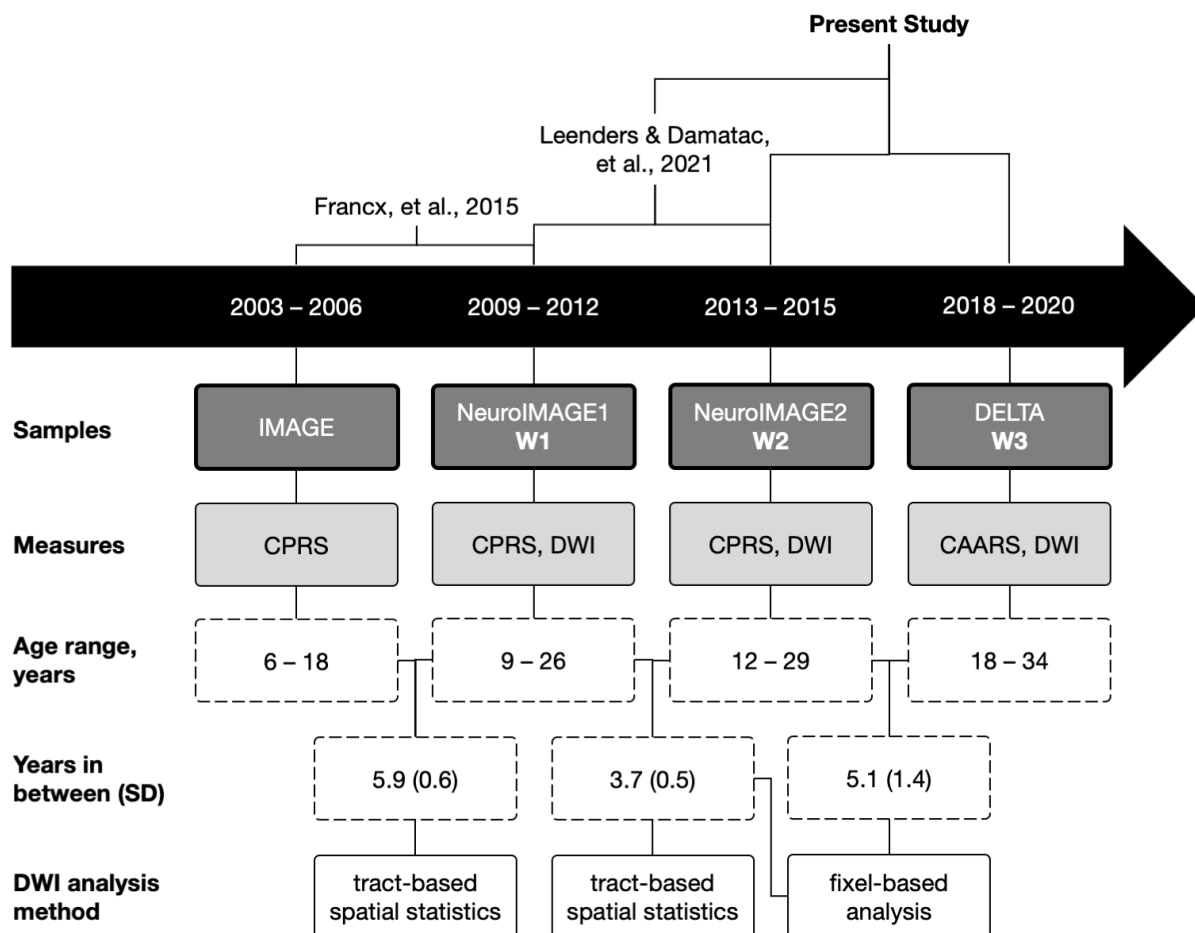 Present Study
Leenders & Damatac,
et al., 2021
Francx, et al., 2015
2003 – 2006
2009 – 2012
2013 – 2015
2018 – 2020
Samples
IMAGE
NeuroIMAGE1
W1
NeuroIMAGE2
W2
DELTA
W3
Measures
CPRS
CPRS, DWI
CPRS, DWI
CAARS, DWI
Age range,
years
6 – 18
9 – 26
12 – 29
18 – 34
Years in
between (SD)
5.9 (0.6)
3.7 (0.5)
5.1 (1.4)
DWI analysis
method
tract-based
spatial statistics
tract-based
spatial statistics
fixel-based
analysis